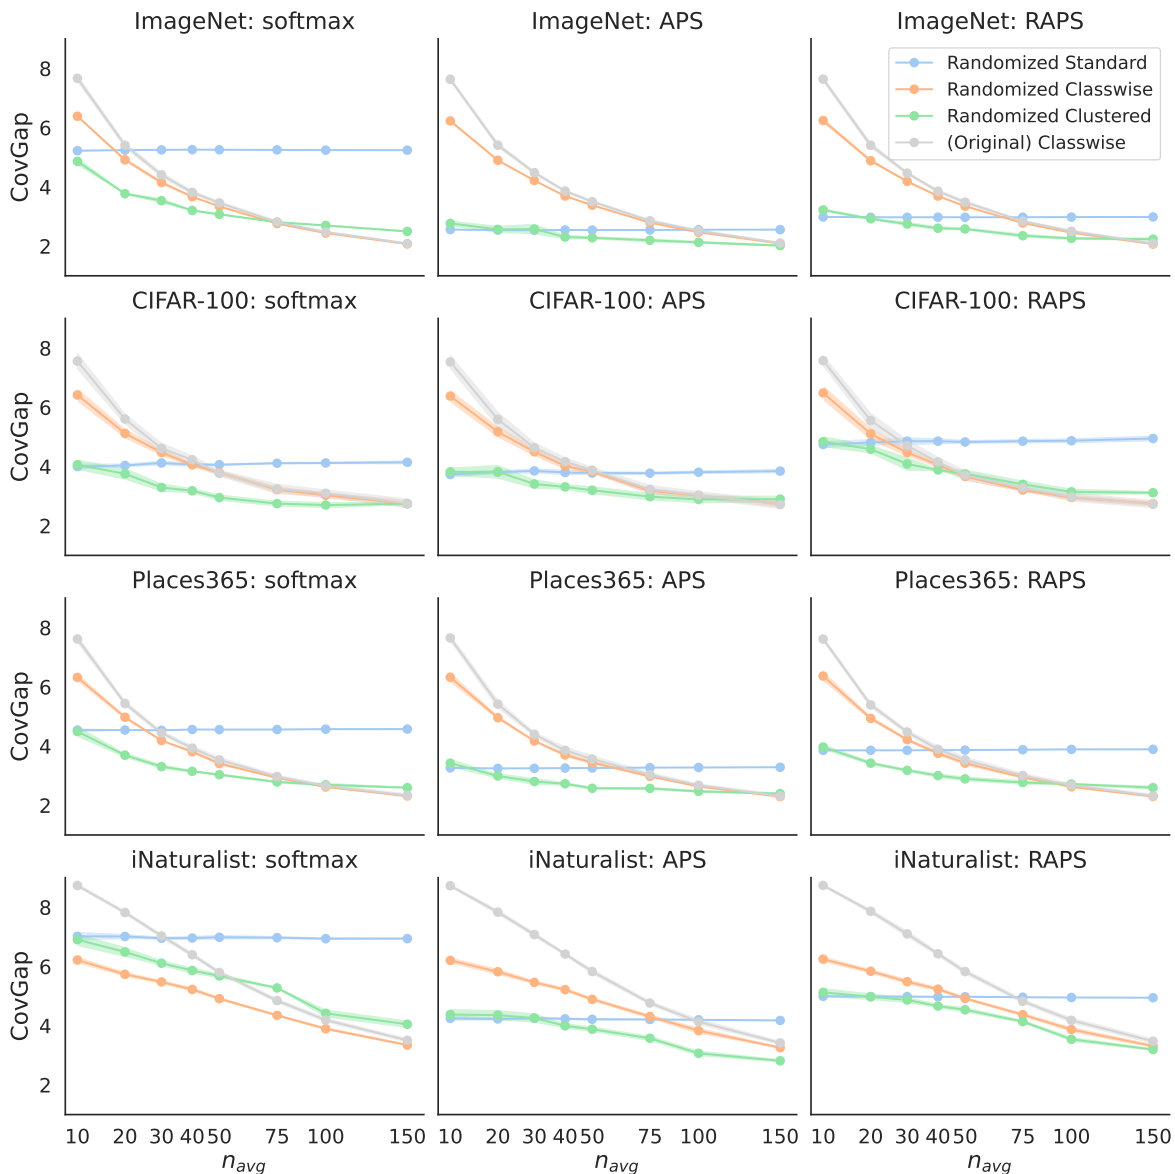 ImageNet: softmax
ImageNet: APS
ImageNet: RAPS
8
6
4
2
CovGap
Randomized Standard
Randomized Classwise
Randomized Clustered
(Original) Classwise
CIFAR-100: softmax
CIFAR-100: APS
CIFAR-100: RAPS
8
6
4
2
CovGap
Places365: softmax
Places365: APS
Places365: RAPS
8
6
4
2
CovGap
iNaturalist: softmax
iNaturalist: APS
iNaturalist: RAPS
8
6
4
2
CovGap
10 20 30 40 50 75 100 150
10 20 30 40 50 75 100 150
10 20 30 40 50 75 100 150
n_avg
n_avg
n_avg